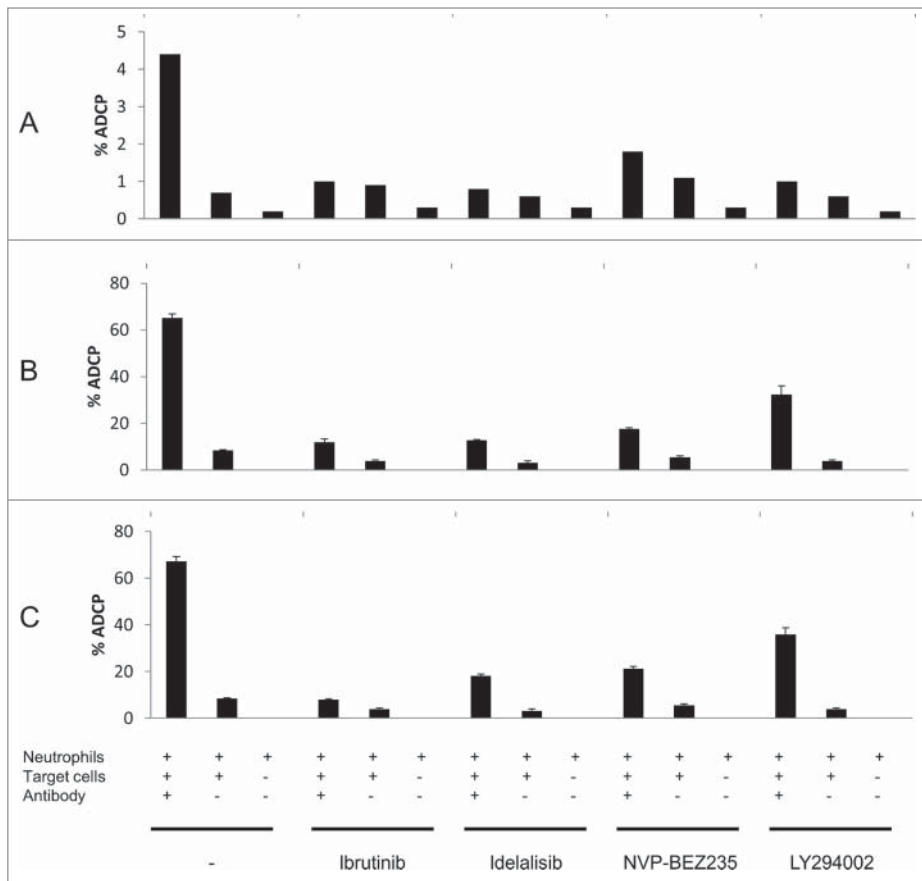 A
% ADCP
5
4
3
2
1
0
B
% ADCP
80
60
40
20
0
C
% ADCP
80
60
40
20
0
Neutrophils + + + + + + + + + + + + + + +
Target cells + + - + + - + + - + + - + + -
Antibody + - - + - - + - - + - - + - -
- Ibrutinib Idelalisib NVP-BEZ235 LY294002